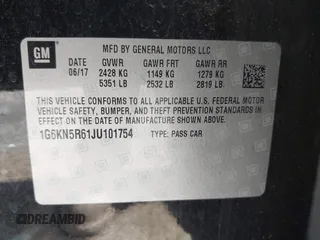 GM
MFD BY GENERAL MOTORS LLC
DATE GVWR GAWR FRT GAWR RR
06/17 2428 KG 1149 KG 1279 KG
5351 LB 2532 LB 2819 LB
THIS VEHICLE CONFORMS TO ALL APPLICABLE U.S. FEDERAL MOTOR
VEHICLE SAFETY, BUMPER, AND THEFT PREVENTION STANDARDS
IN EFFECT ON THE DATE OF MANUFACTURE SHOWN ABOVE.
1G6KN5R61JU101754 TYPE: PASS CAR
© DREAMBID